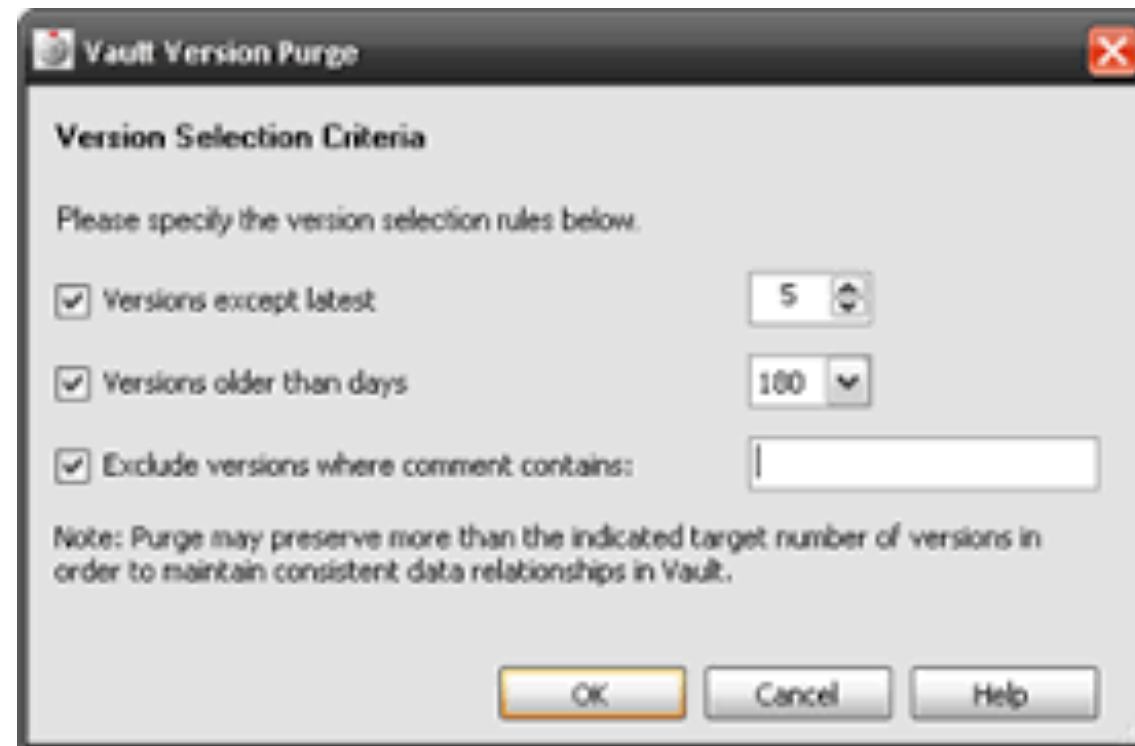 Vault Version Purge
Version Selection Criteria
Please specify the version selection rules below.
Versions except latest 5
Versions older than days 180
Exclude versions where comment contains:
Note: Purge may preserve more than the indicated target number of versions in
order to maintain consistent data relationships in Vault.
OK Cancel Help